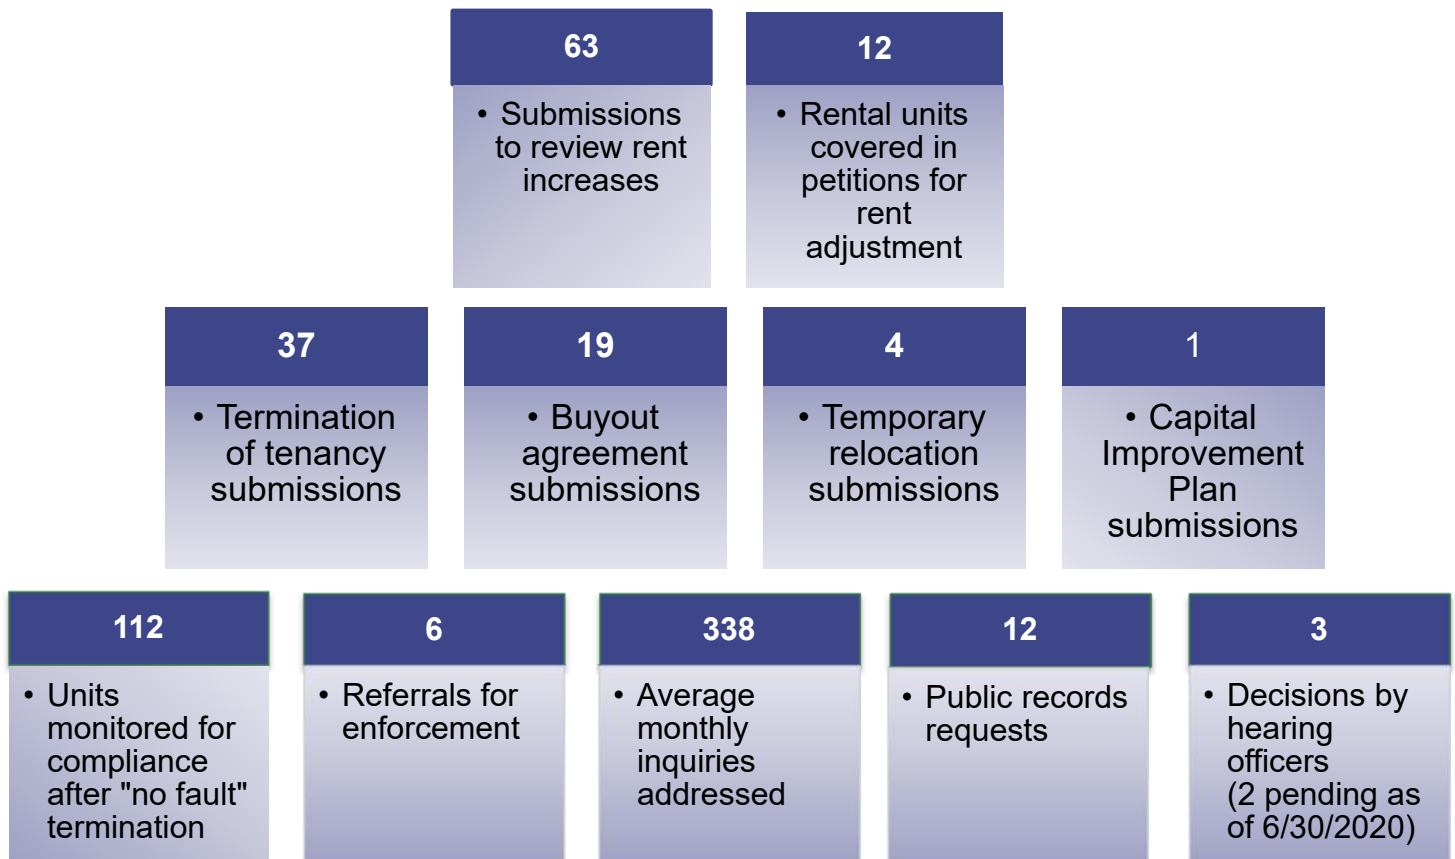 63
• Submissions
to review rent
increases
12
• Rental units
covered in
petitions for
rent
adjustment
37
• Termination
of tenancy
submissions
19
• Buyout
agreement
submissions
4
• Temporary
relocation
submissions
1
• Capital
Improvement
Plan
submissions
112
• Units
monitored for
compliance
after "no fault"
termination
6
• Referrals for
enforcement
338
• Average
monthly
inquiries
addressed
12
• Public records
requests
3
• Decisions by
hearing
officers
(2 pending as
of 6/30/2020)